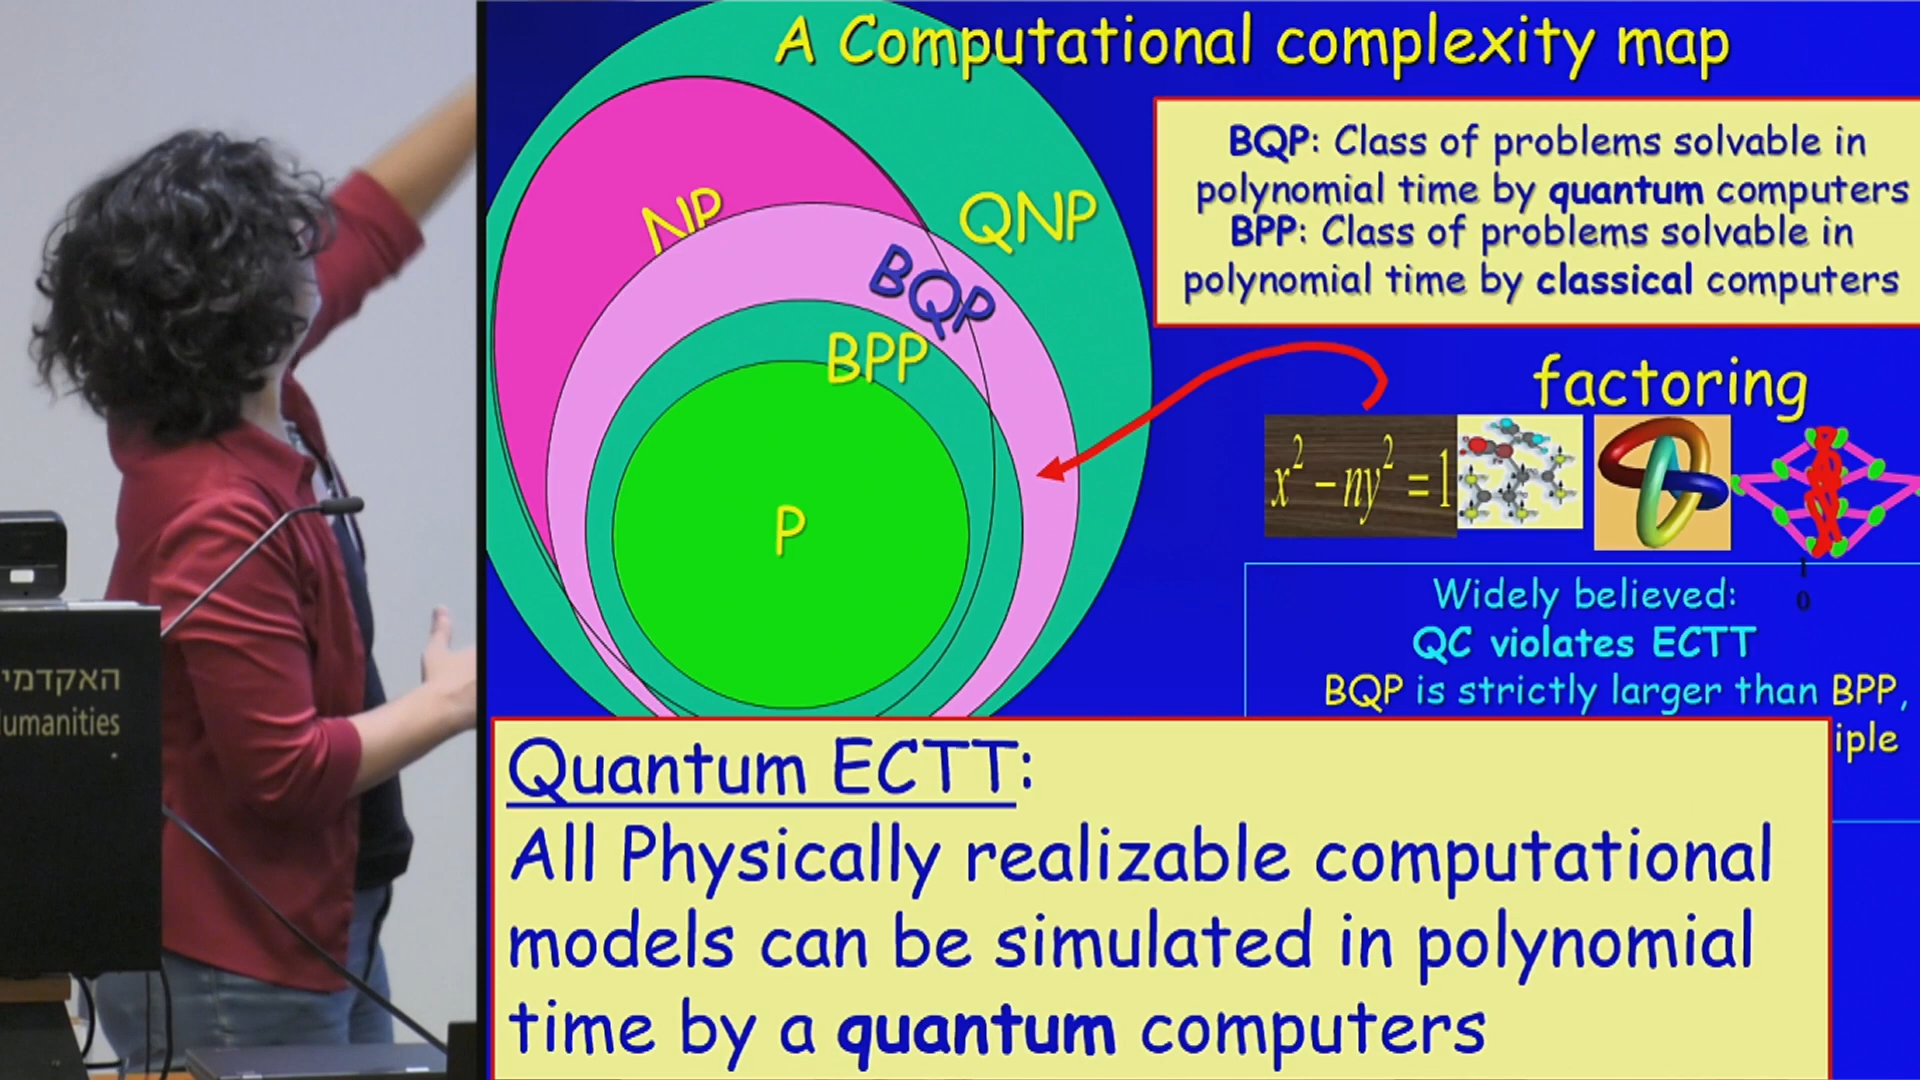 A Computational complexity map
BQP: Class of problems solvable in
polynomial time by quantum computers
BPP: Class of problems solvable in
polynomial time by classical computers
NP
QNP
BQP
BPP
P
factoring
x² - ny² = 1
1
0
Widely believed:
QC violates ECTT
BQP is strictly larger than BPP,
Quantum ECTT:
All Physically realizable computational
models can be simulated in polynomial
time by a quantum computers